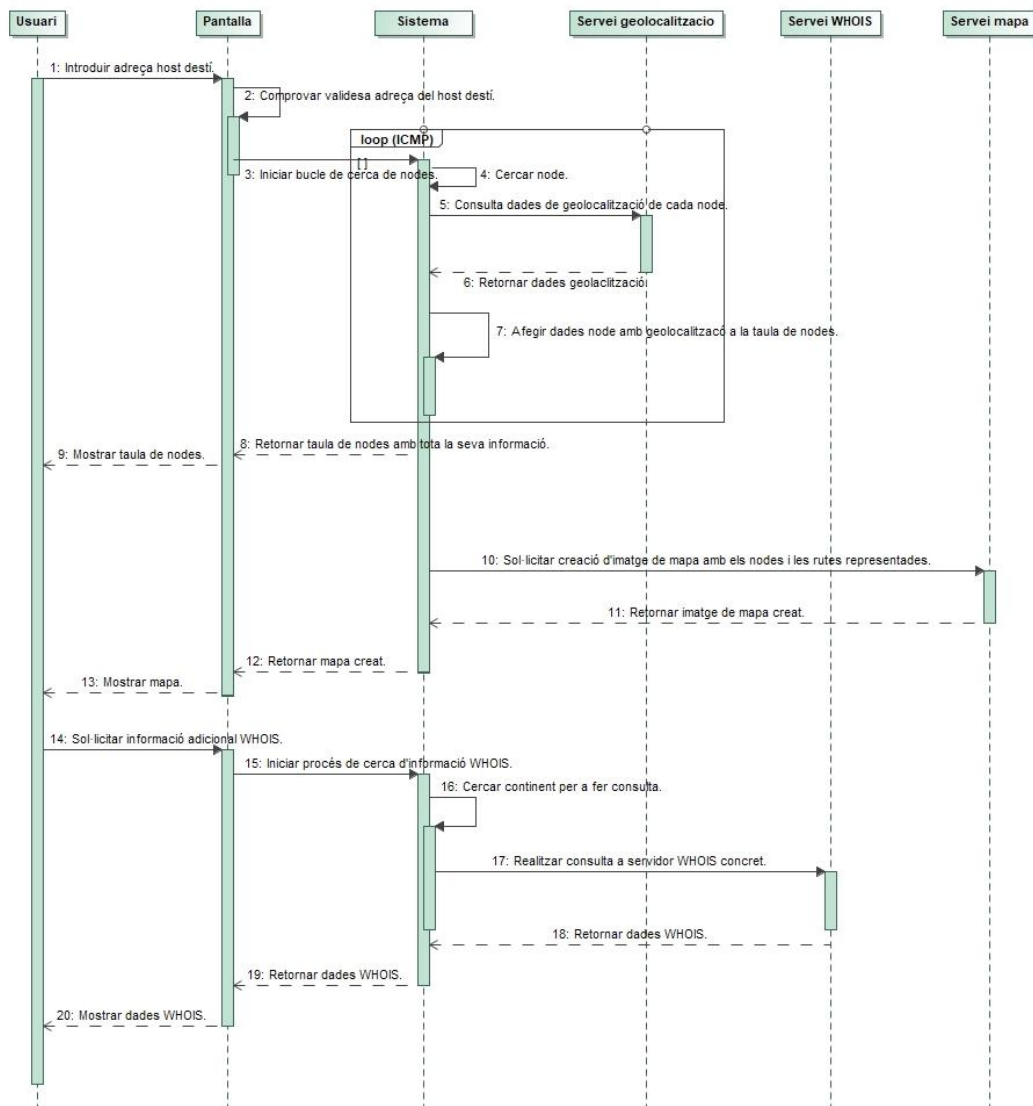 Usuari
Pantalla
Sistema
Servei geolocalització
Servei WHOIS
Servei mapa
1: Introduir adreça host destí.
2: Comprovar validesa adreça del host destí.
loop (ICMP)
[ ]
3: Iniciar bucle de cerca de nodes.
4: Cercar node.
5: Consulta dades de geolocalització de cada node.
6: Retornar dades geolaclització
7: Afegir dades node amb geolocalitzacó a la taula de nodes.
8: Retornar taula de nodes amb tota la seva informació.
9: Mostrar taula de nodes.
10: Sol·licitar creació d'imatge de mapa amb els nodes i les rutes representades.
11: Retornar imatge de mapa creat.
12: Retornar mapa creat.
13: Mostrar mapa.
14: Sol·licitar informació adicional WHOIS.
15: Iniciar procés de cerca d'informació WHOIS.
16: Cercar continent per a fer consulta.
17: Realitzar consulta a servidor WHOIS concret.
18: Retornar dades WHOIS.
19: Retornar dades WHOIS.
20: Mostrar dades WHOIS.